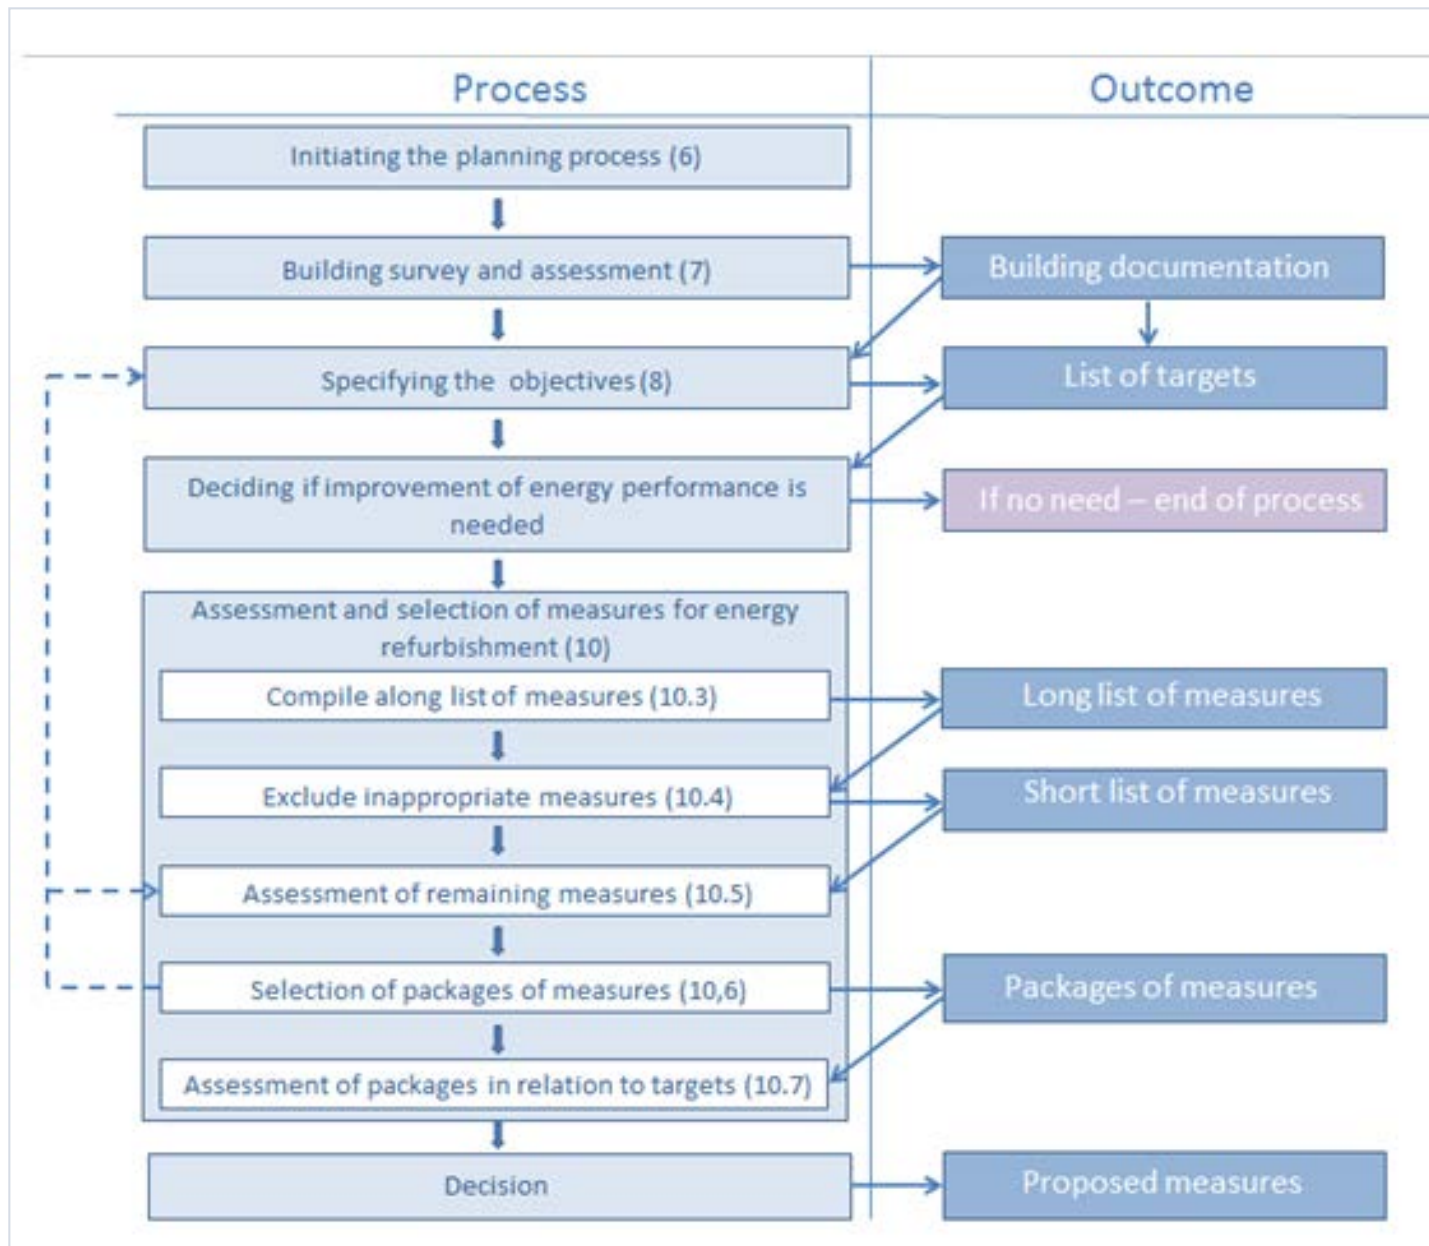 Process
Outcome
Initiating the planning process (6)
Building survey and assessment (7)
Building documentation
Specifying the objectives (8)
List of targets
Deciding if improvement of energy performance is
needed
If no need – end of process
Assessment and selection of measures for energy
refurbishment (10)
Compile along list of measures (10.3)
Long list of measures
Exclude inappropriate measures (10.4)
Short list of measures
Assessment of remaining measures (10.5)
Selection of packages of measures (10,6)
Packages of measures
Assessment of packages in relation to targets (10.7)
Decision
Proposed measures